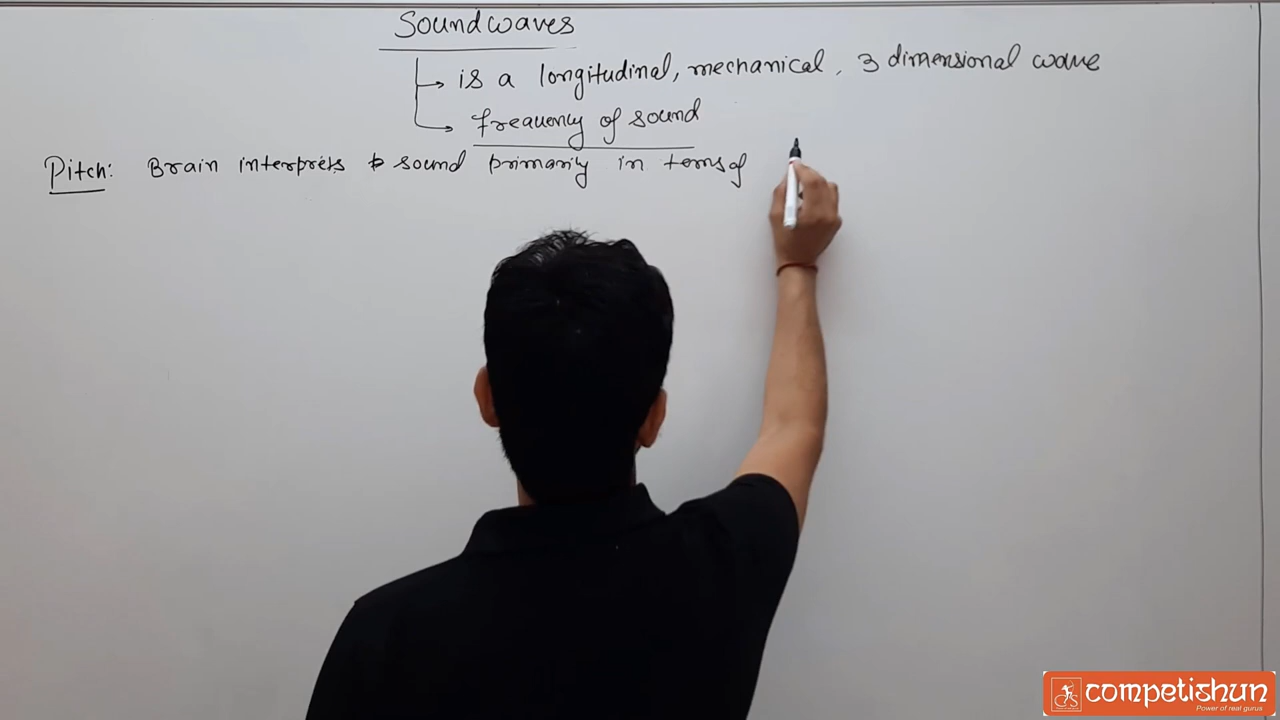 Soundwaves
is a longitudinal, mechanical, 3 dimensional wave
frequency of sound
Pitch: Brain interprets sound primarily in terms of
competishun
Power of real gurus